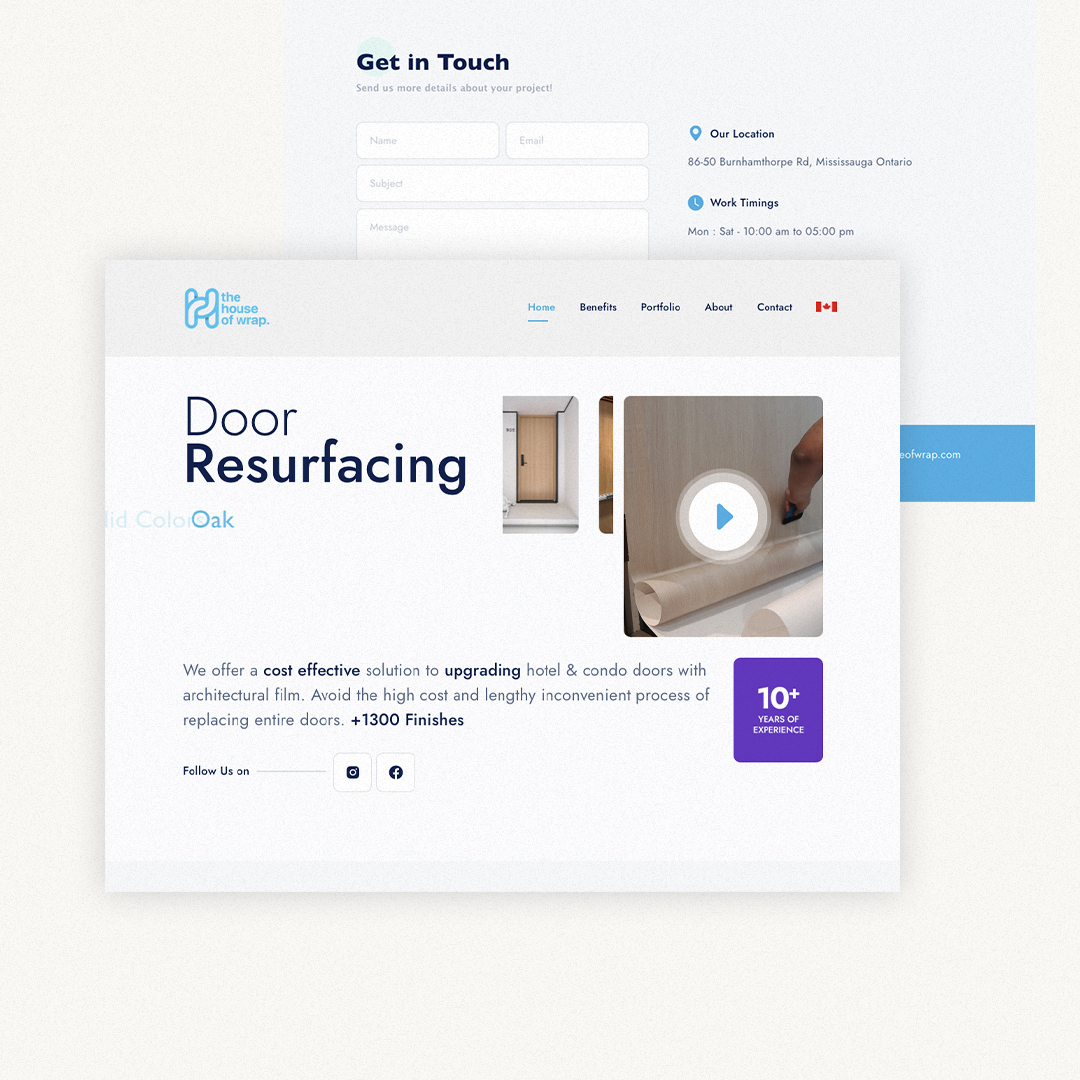 Get in Touch
Send us more details about your project!
Name
Email
Subject
Message
Our Location
86-50 Burnhamthorpe Rd, Mississauga Ontario
Work Timings
Mon : Sat - 10:00 am to 05:00 pm
eofwrap.com
the
house
of wrap.
Home
Benefits
Portfolio
About
Contact
Door
Resurfacing
lid Color
Oak
We offer a cost effective solution to upgrading hotel & condo doors with
architectural film. Avoid the high cost and lengthy inconvenient process of
replacing entire doors. +1300 Finishes
10+
YEARS OF
EXPERIENCE
Follow Us on